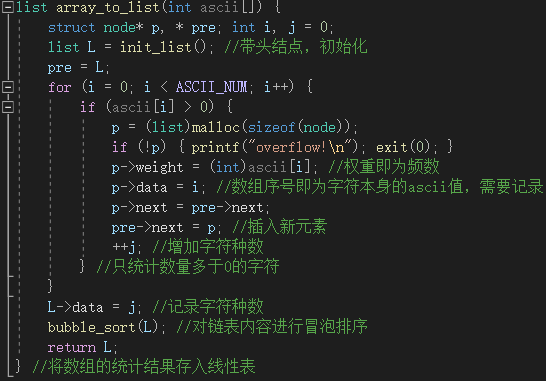 list array_to_list(int ascii[]) {
struct node* p, * pre; int i, j = 0;
list L = init_list(); //带头结点，初始化
pre = L;
for (i = 0; i < ASCII_NUM; i++) {
if (ascii[i] > 0) {
p = (list)malloc(sizeof(node));
if (!p) { printf("overflow!\n"); exit(0); }
p->weight = (int)ascii[i]; //权重即为频数
p->data = i; //数组序号即为字符本身的ascii值，需要记录
p->next = pre->next;
pre->next = p; //插入新元素
++j; //增加字符种数
} //只统计数量多于0的字符
}
L->data = j; //记录字符种数
bubble_sort(L); //对链表内容进行冒泡排序
return L;
} //将数组的统计结果存入线性表